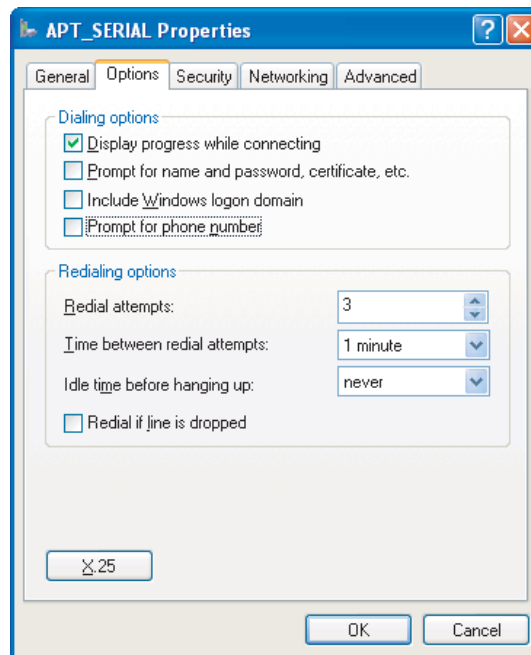 APT_SERIAL Properties
General Options Security Networking Advanced
Dialing options
Display progress while connecting
Prompt for name and password, certificate, etc.
Include Windows logon domain
Prompt for phone number
Redialing options
Redial attempts: 3
Time between redial attempts: 1 minute
Idle time before hanging up: never
Redial if line is dropped
X.25
OK Cancel